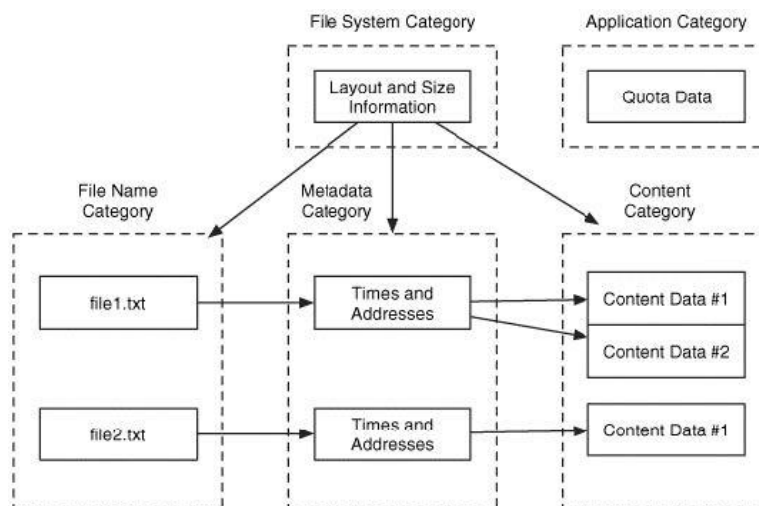 File System Category
Application Category
Layout and Size
Information
Quota Data
File Name
Category
Meladata
Category
Content
Category
file1.txt
Times and
Addresses
Content Data #1
Content Data #2
file2.txt
Times and
Addresses
Content Data #1